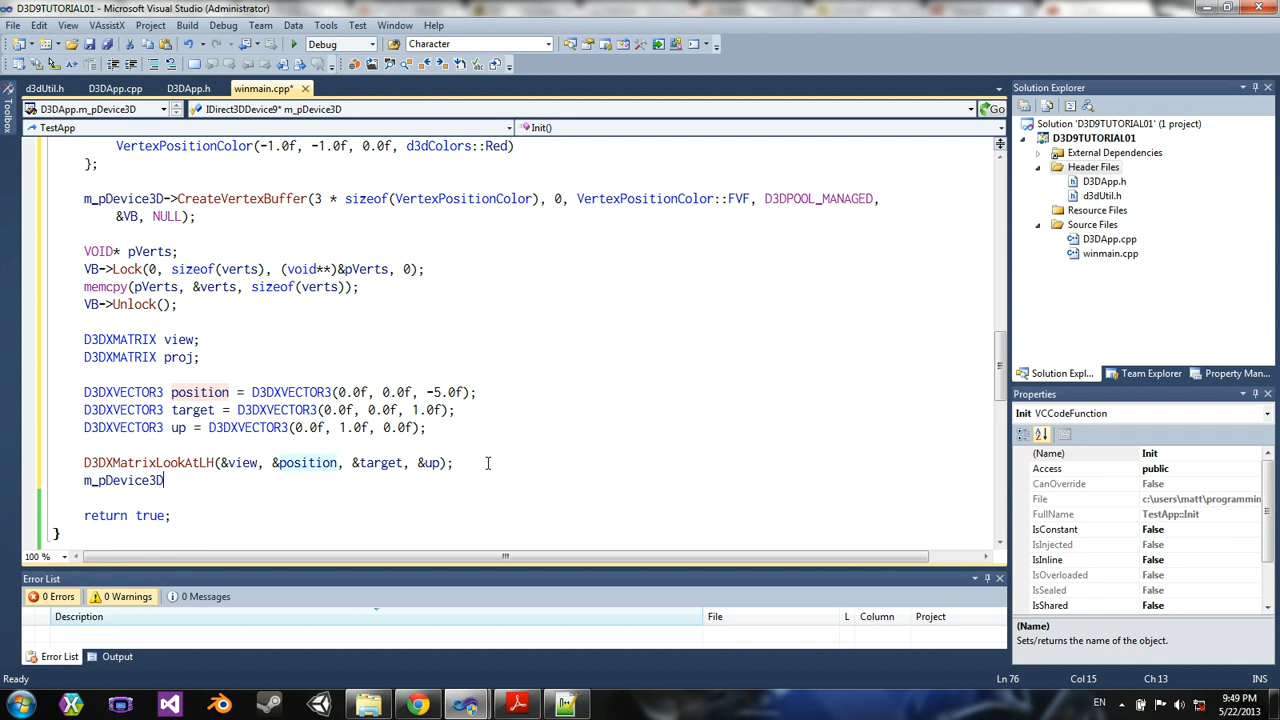 D3D9TUTORIAL01 - Microsoft Visual Studio
File Edit View VAssistX Project Build Debug Team Data Tools Test Window Help
Debug Character
d3dUtil.h D3DApp.cpp D3DApp.h winmain.cpp*
D3DApp.m_pDevice3D IDirect3DDevice9* m_pDevice3D Go
TestApp Init()
VertexPositionColor(-1.0f, -1.0f, 0.0f, d3dColors::Red)
};
m_pDevice3D->CreateVertexBuffer(3 * sizeof(VertexPositionColor), 0, VertexPositionColor::FVF, D3DPOOL_MANAGED,
&VB, NULL);
VOID* pVerts;
VB->Lock(0, sizeof(verts), (void**)&pVerts, 0);
memcpy(pVerts, &verts, sizeof(verts));
VB->Unlock();
D3DXMATRIX view;
D3DXMATRIX proj;
D3DXVECTOR3 position = D3DXVECTOR3(0.0f, 0.0f, -5.0f);
D3DXVECTOR3 target = D3DXVECTOR3(0.0f, 0.0f, 1.0f);
D3DXVECTOR3 up = D3DXVECTOR3(0.0f, 1.0f, 0.0f);
D3DXMatrixLookAtLH(&view, &position, &target, &up);
m_pDevice3D
return true;
}
100 %
Error List
0 Errors 0 Warnings 0 Messages
Description File L Column Project
Error List Output
Ready Ln 76 Col 15 Ch 13 INS
Toolbox
Solution Explorer
Solution 'D3D9TUTORIAL01' (1 project)
D3D9TUTORIAL01
External Dependencies
Header Files
D3DApp.h
d3dUtil.h
Resource Files
Source Files
D3DApp.cpp
winmain.cpp
Solution Expl... Team Explorer Property Man...
Properties
Init VCCodeFunction
(Name) Init
Access public
CanOverride False
File c:\users\matt\programmin
FullName TestApp::Init
IsConstant False
IsInjected False
IsInline False
IsOverloaded False
IsSealed False
IsShared False
(Name)
Sets/returns the name of the object.
EN 9:49 PM
5/22/2013